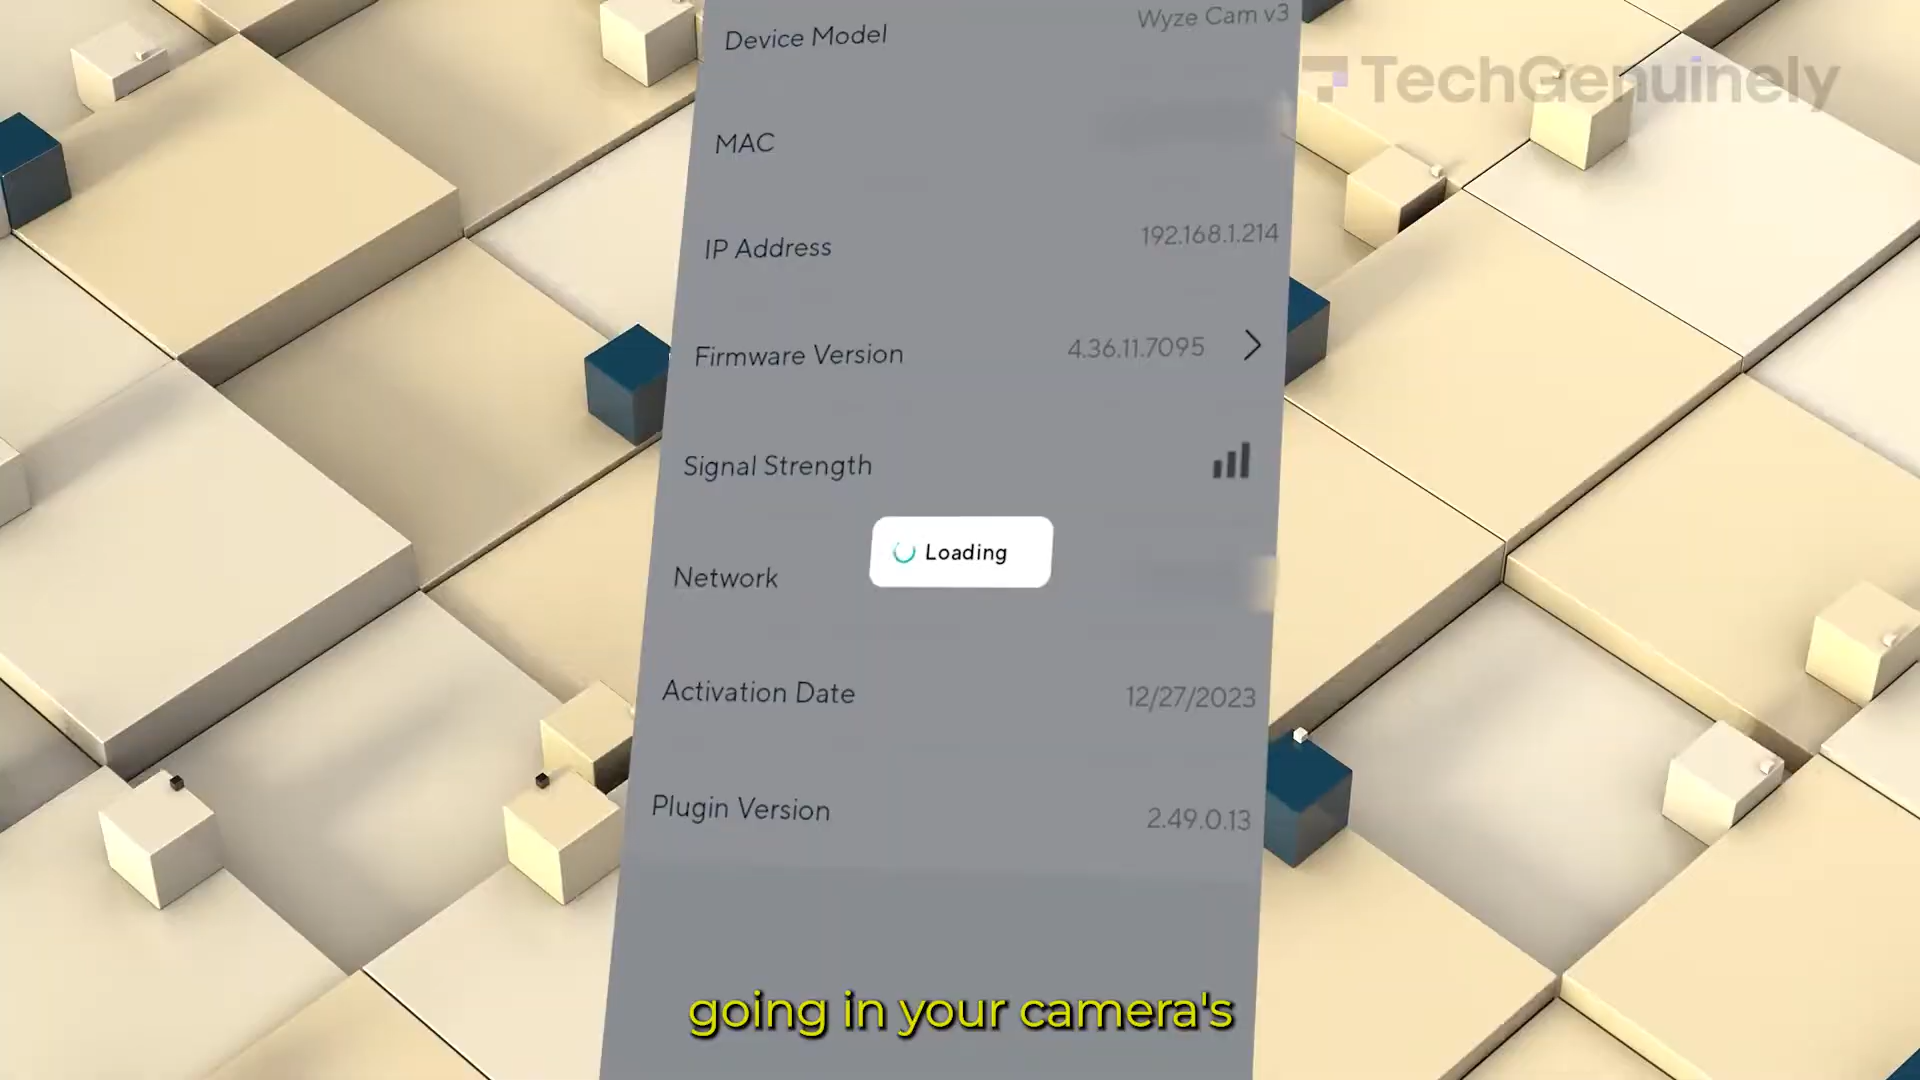 Device Model
Wyze Cam v3
TechGenuinely
MAC
IP Address
192.168.1.214
Firmware Version
4.36.11.7095
Signal Strength
Loading
Network
Activation Date
12/27/2023
Plugin Version
2.49.0.13
going in your camera's